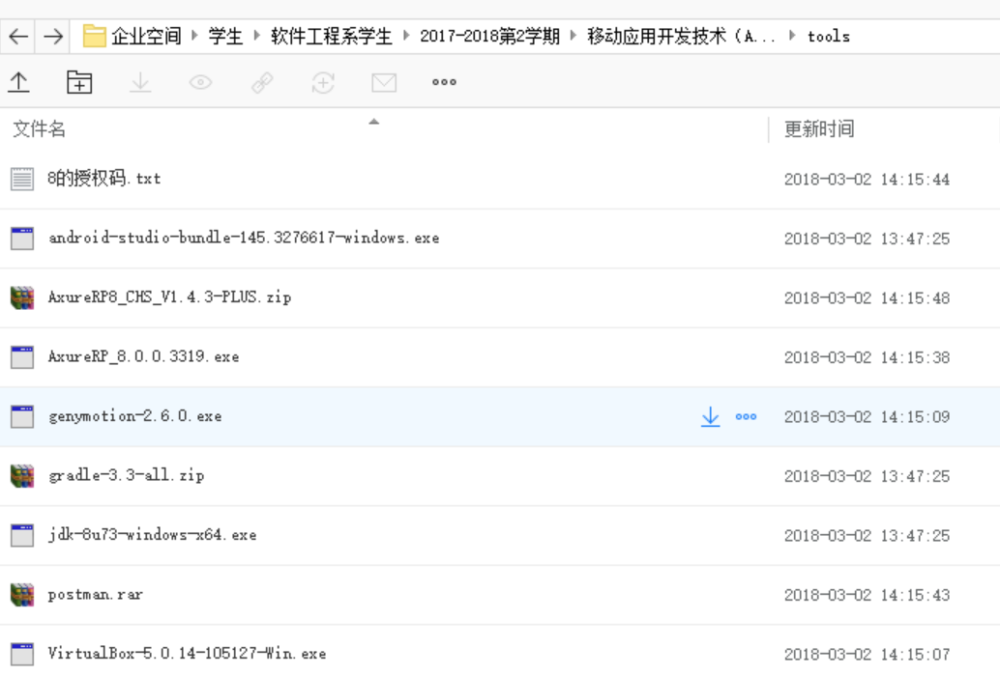 企业空间 学生 软件工程系学生 2017-2018第2学期 移动应用开发技术（A... tools
文件名 更新时间
8的授权码.txt 2018-03-02 14:15:44
android-studio-bundle-145.3276617-windows.exe 2018-03-02 13:47:25
AxureRP8_CHS_V1.4.3-PLUS.zip 2018-03-02 14:15:48
AxureRP_8.0.0.3319.exe 2018-03-02 14:15:38
genymotion-2.6.0.exe 2018-03-02 14:15:09
gradle-3.3-all.zip 2018-03-02 13:47:25
jdk-8u73-windows-x64.exe 2018-03-02 13:47:25
postman.rar 2018-03-02 14:15:43
VirtualBox-5.0.14-105127-Win.exe 2018-03-02 14:15:07